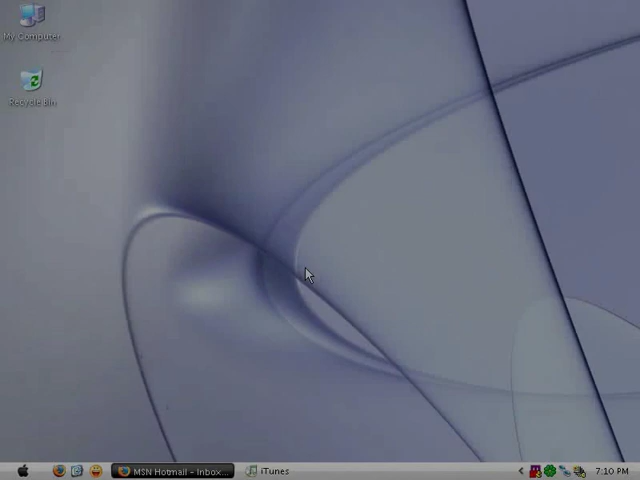 My Computer
Recycle Bin
MSN Hotmail - Inbox...
iTunes
7:10 PM